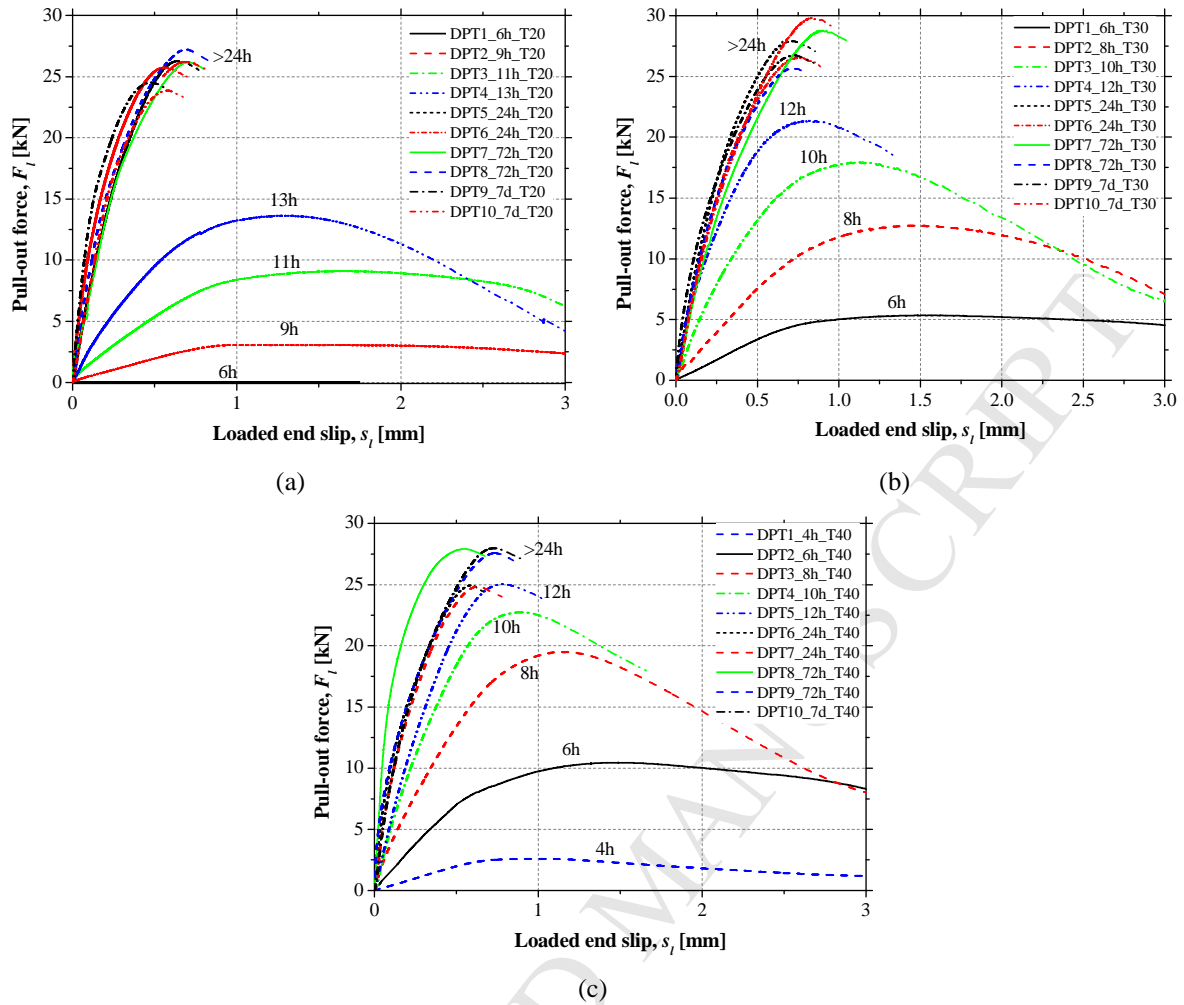 30
25
20
15
10
5
0
Pull-out force, F_l [kN]
>24h
13h
11h
9h
6h
DPT1_6h_T20
DPT2_9h_T20
DPT3_11h_T20
DPT4_13h_T20
DPT5_24h_T20
DPT6_24h_T20
DPT7_72h_T20
DPT8_72h_T20
DPT9_7d_T20
DPT10_7d_T20
0 1 2 3
Loaded end slip, s_l [mm]
(a)
30
25
20
15
10
5
0
Pull-out force, F_l [kN]
>24h
12h
10h
8h
6h
DPT1_6h_T30
DPT2_8h_T30
DPT3_10h_T30
DPT4_12h_T30
DPT5_24h_T30
DPT6_24h_T30
DPT7_72h_T30
DPT8_72h_T30
DPT9_7d_T30
DPT10_7d_T30
0.0 0.5 1.0 1.5 2.0 2.5 3.0
Loaded end slip, s_l [mm]
(b)
30
25
20
15
10
5
0
Pull-out force, F_l [kN]
>24h
12h
10h
8h
6h
4h
DPT1_4h_T40
DPT2_6h_T40
DPT3_8h_T40
DPT4_10h_T40
DPT5_12h_T40
DPT6_24h_T40
DPT7_24h_T40
DPT8_72h_T40
DPT9_72h_T40
DPT10_7d_T40
0 1 2 3
Loaded end slip, s_l [mm]
(c)
D MANUSCRIPT